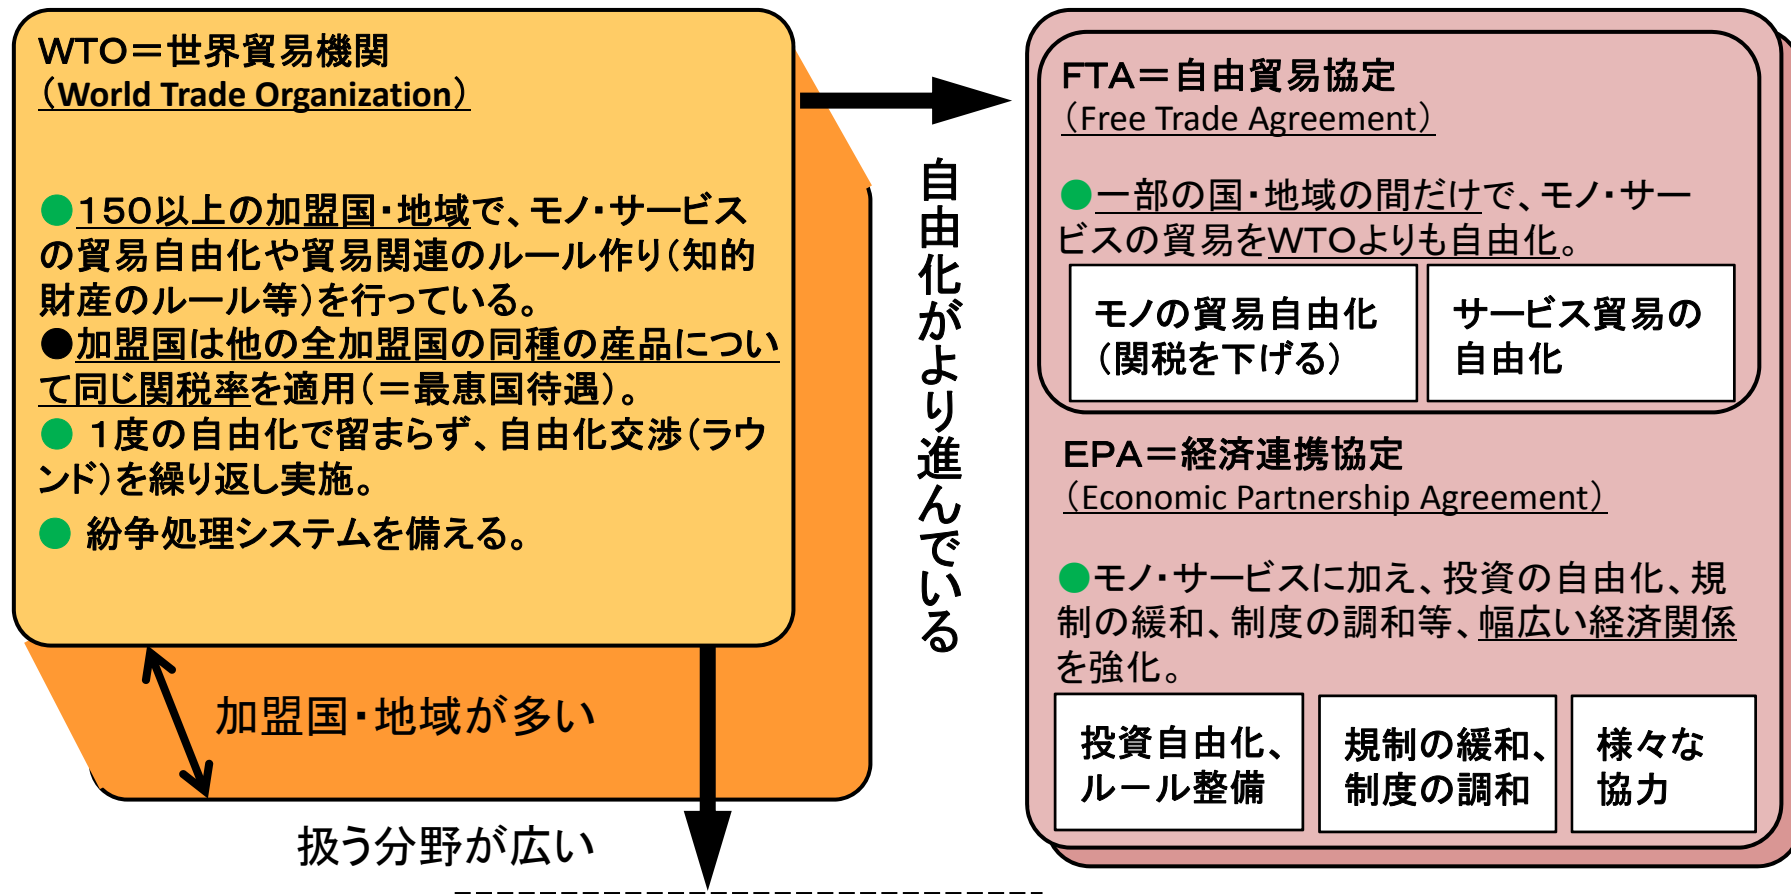 WTO＝世界貿易機関
（World Trade Organization）
●１５０以上の加盟国・地域で、モノ・サービス
の貿易自由化や貿易関連のルール作り（知的
財産のルール等）を行っている。
●加盟国は他の全加盟国の同種の産品につい
て同じ関税率を適用（＝最恵国待遇）。
● １度の自由化で留まらず、自由化交渉（ラウ
ンド）を繰り返し実施。
● 紛争処理システムを備える。
加盟国・地域が多い
扱う分野が広い
自由化がより進んでいる
FTA＝自由貿易協定
（Free Trade Agreement）
●一部の国・地域の間だけで、モノ・サー
ビスの貿易をWTOよりも自由化。
モノの貿易自由化
（関税を下げる）
サービス貿易の
自由化
EPA＝経済連携協定
（Economic Partnership Agreement）
●モノ・サービスに加え、投資の自由化、規
制の緩和、制度の調和等、幅広い経済関係
を強化。
投資自由化、
ルール整備
規制の緩和、
制度の調和
様々な
協力